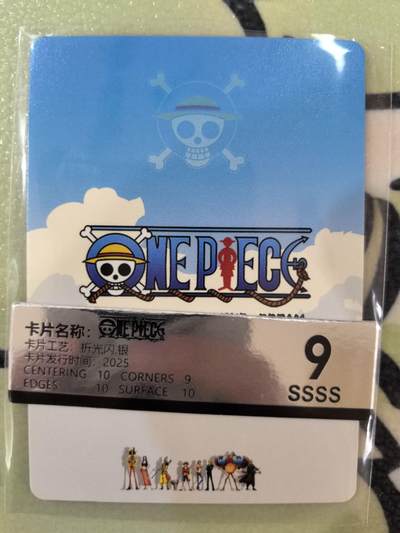 ONE PIECE
卡片名称: ONE PIECE
卡片工艺: 折光闪.银
卡片发行时间: 2025
CENTERING 10 CORNERS 9
EDGES 10 SURFACE 10
9
SSSS